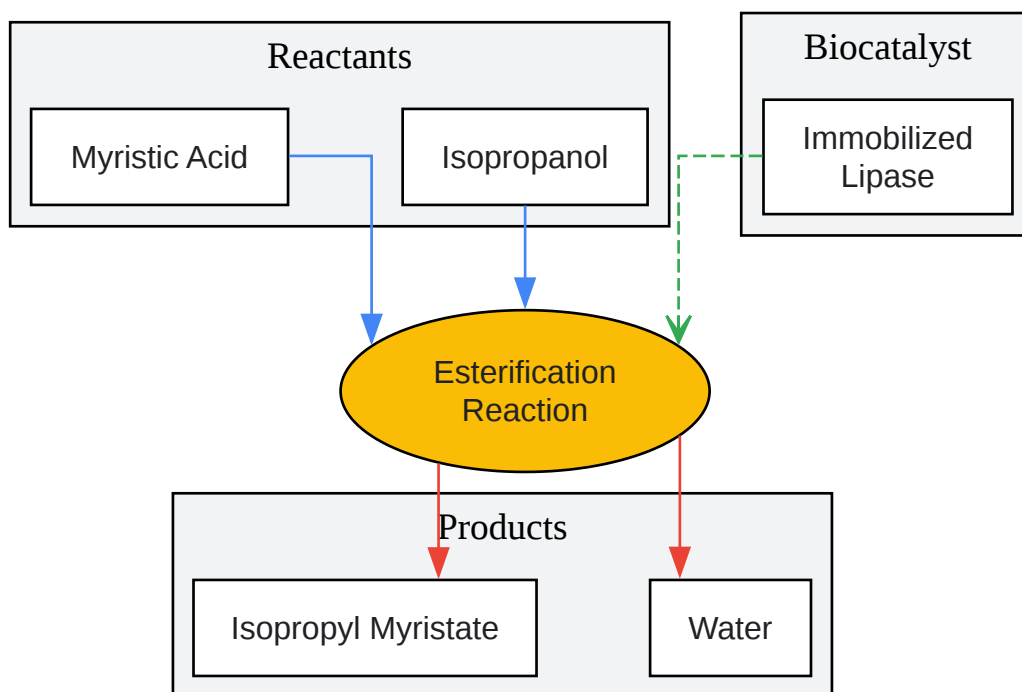 Reactants
Biocatalyst
Myristic Acid
Isopropanol
Immobilized
Lipase
Esterification
Reaction
Products
Isopropyl Myristate
Water